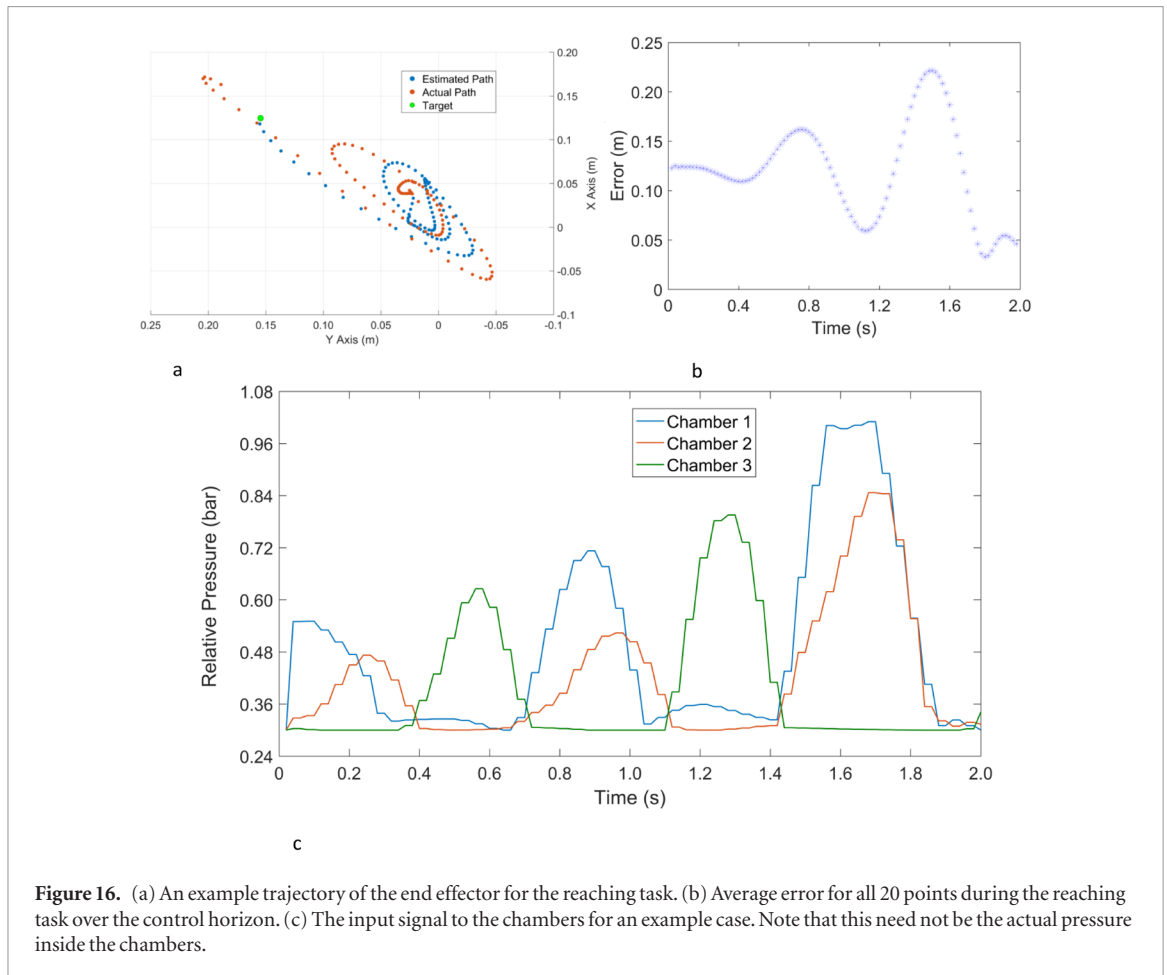 0.20
0.15
0.10
0.05
0
-0.05
-0.1
X Axis (m)
Estimated Path
Actual Path
Target
0.25
0.20
0.15
0.10
0.05
0
-0.05
-0.1
Y Axis (m)
a
0.25
0.20
0.15
0.10
0.05
0
Error (m)
0
0.4
0.8
1.2
1.6
2.0
Time (s)
b
1.08
0.96
0.84
0.72
0.60
0.48
0.36
0.24
Relative Pressure (bar)
Chamber 1
Chamber 2
Chamber 3
0
0.2
0.4
0.6
0.8
1.0
1.2
1.4
1.6
1.8
2.0
Time (s)
c
Figure 16. (a) An example trajectory of the end effector for the reaching task. (b) Average error for all 20 points during the reaching
task over the control horizon. (c) The input signal to the chambers for an example case. Note that this need not be the actual pressure
inside the chambers.